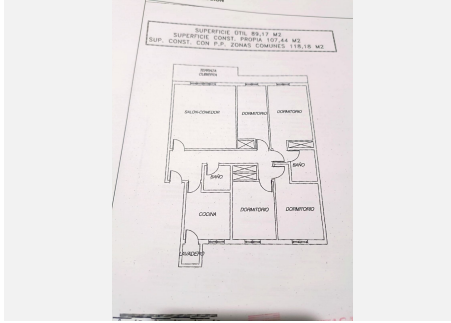 SUPERFICIE UTIL 89,17 M2
SUPERFICIE CONST. PROPIA 107,44 M2
SUP. CONST. CON P.P. ZONAS COMUNES 118,18 M2
TERRAZA
CUBIERTA
SALON-COMEDOR
DORMITORIO
DORMITORIO
BAÑO
BAÑO
COCINA
DORMITORIO
DORMITORIO
LAVADERO